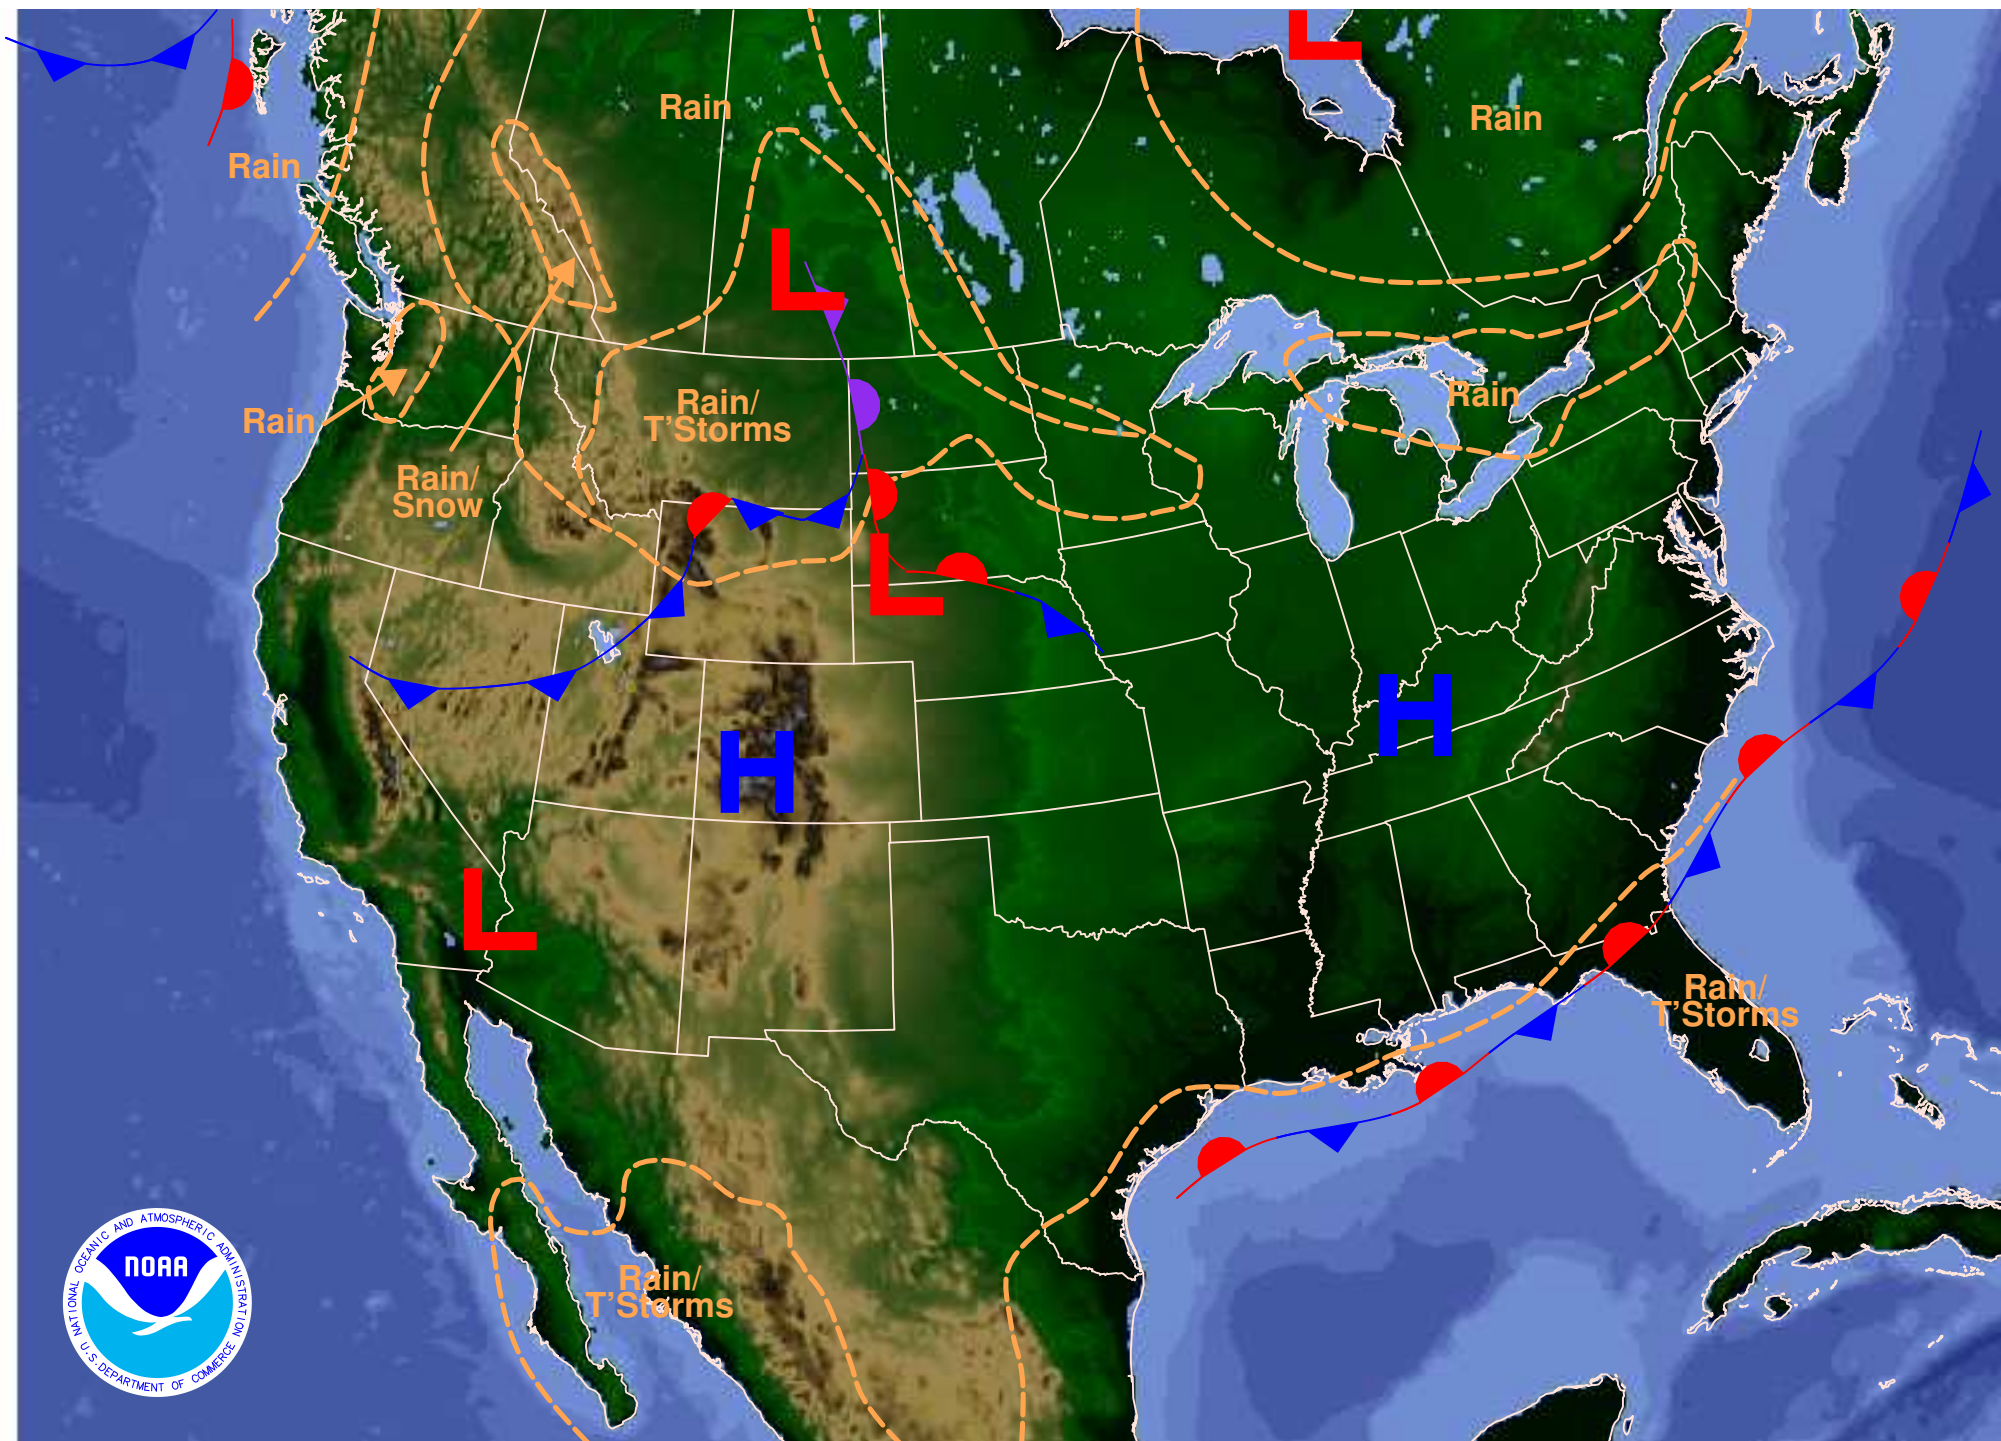 L
Rain
Rain
Rain
L
Rain
Rain/
T'Storms
Rain
Rain/
Snow
L
H
H
L
Rain/
T'Storms
Rain/
T'Storms
NATIONAL OCEANIC AND ATMOSPHERIC ADMINISTRATION
NOAA
U.S. DEPARTMENT OF COMMERCE